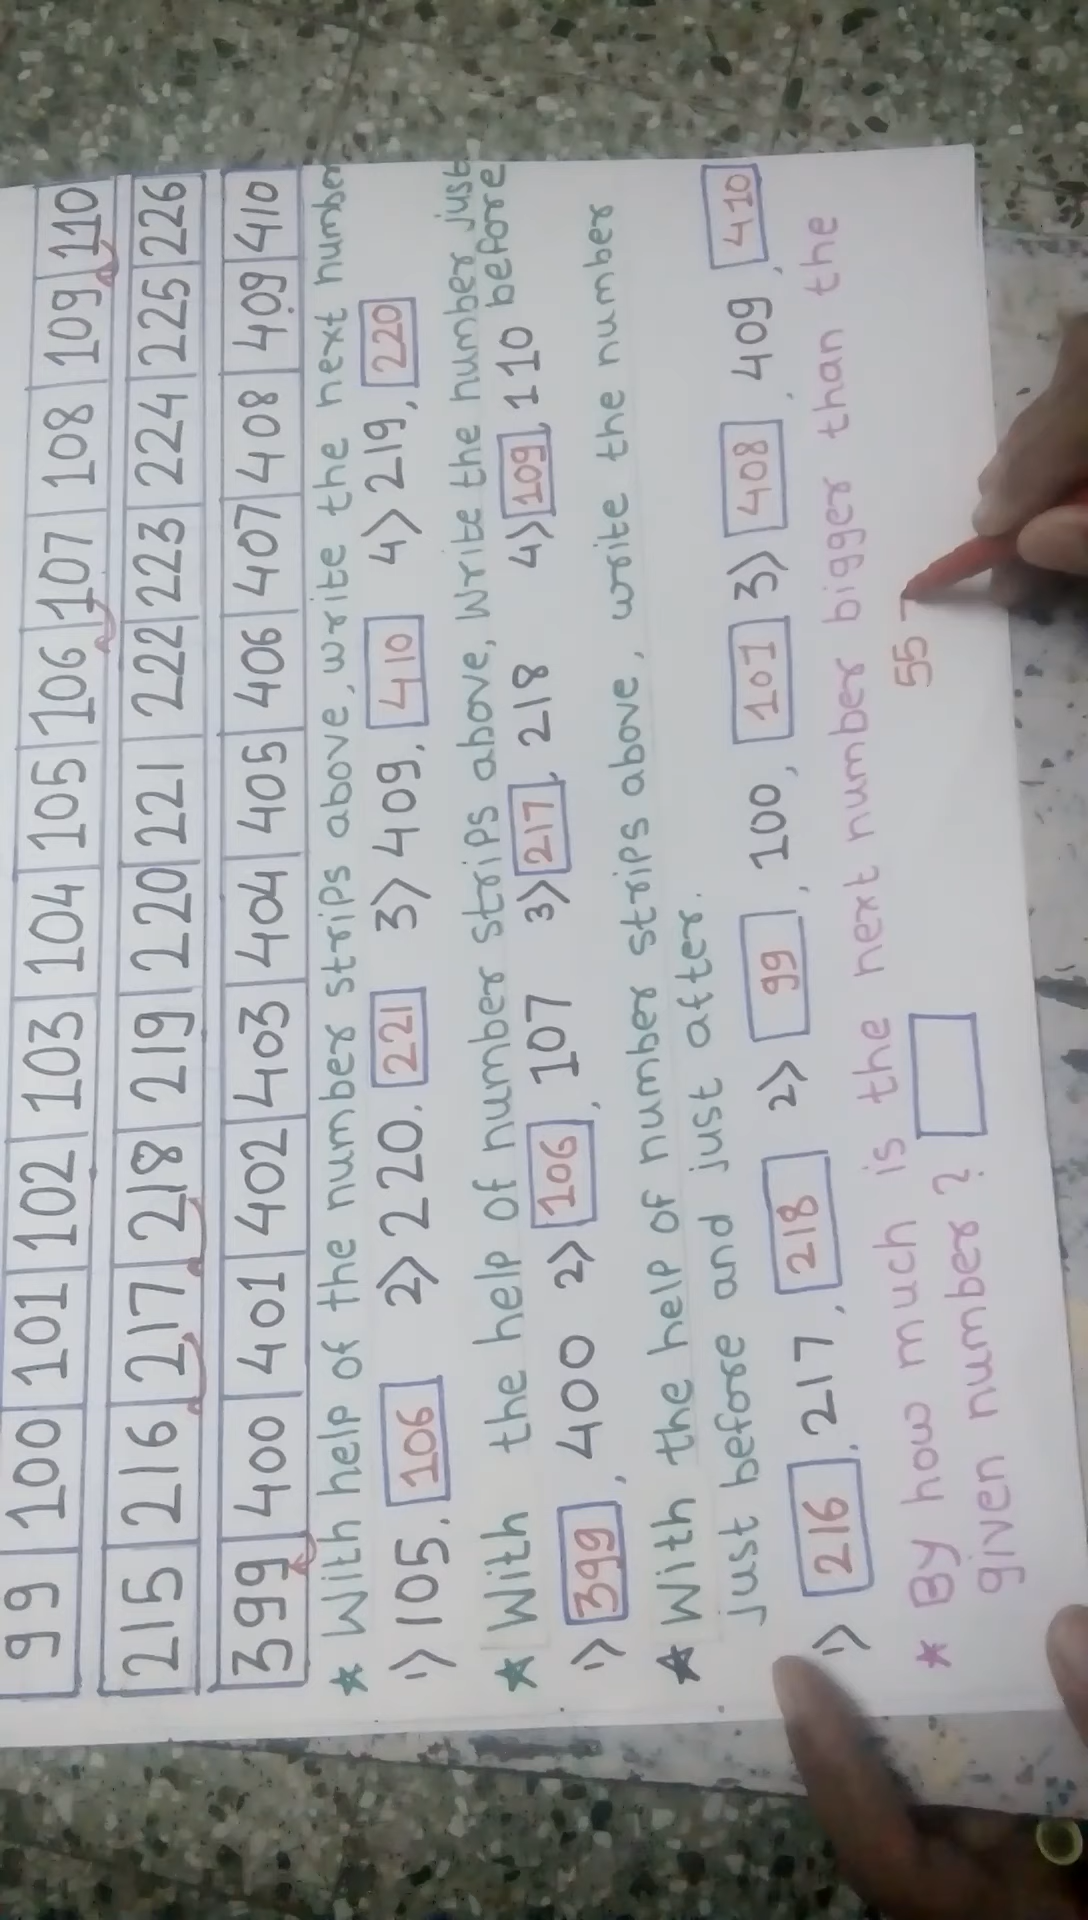 99 100 101 102 103 104 105 106 107 108 109 110
215 216 217 218 219 220 221 222 223 224 225 226
399 400 401 402 403 404 405 406 407 408 409 410
* With help of the number strips above, write the next number
1) 105, 106 2) 220, 221 3) 409, 410 4) 219, 220
* With the help of number strips above, Write the number just before
1) 399, 400 2) 106, 107 3) 217, 218 4) 109, 110
* With the help of number strips above, write the number
just before and just after.
1) 216, 217, 218 2) 99, 100, 101 3) 408, 409, 410
* By how much is the next number bigger than the
given number?
55